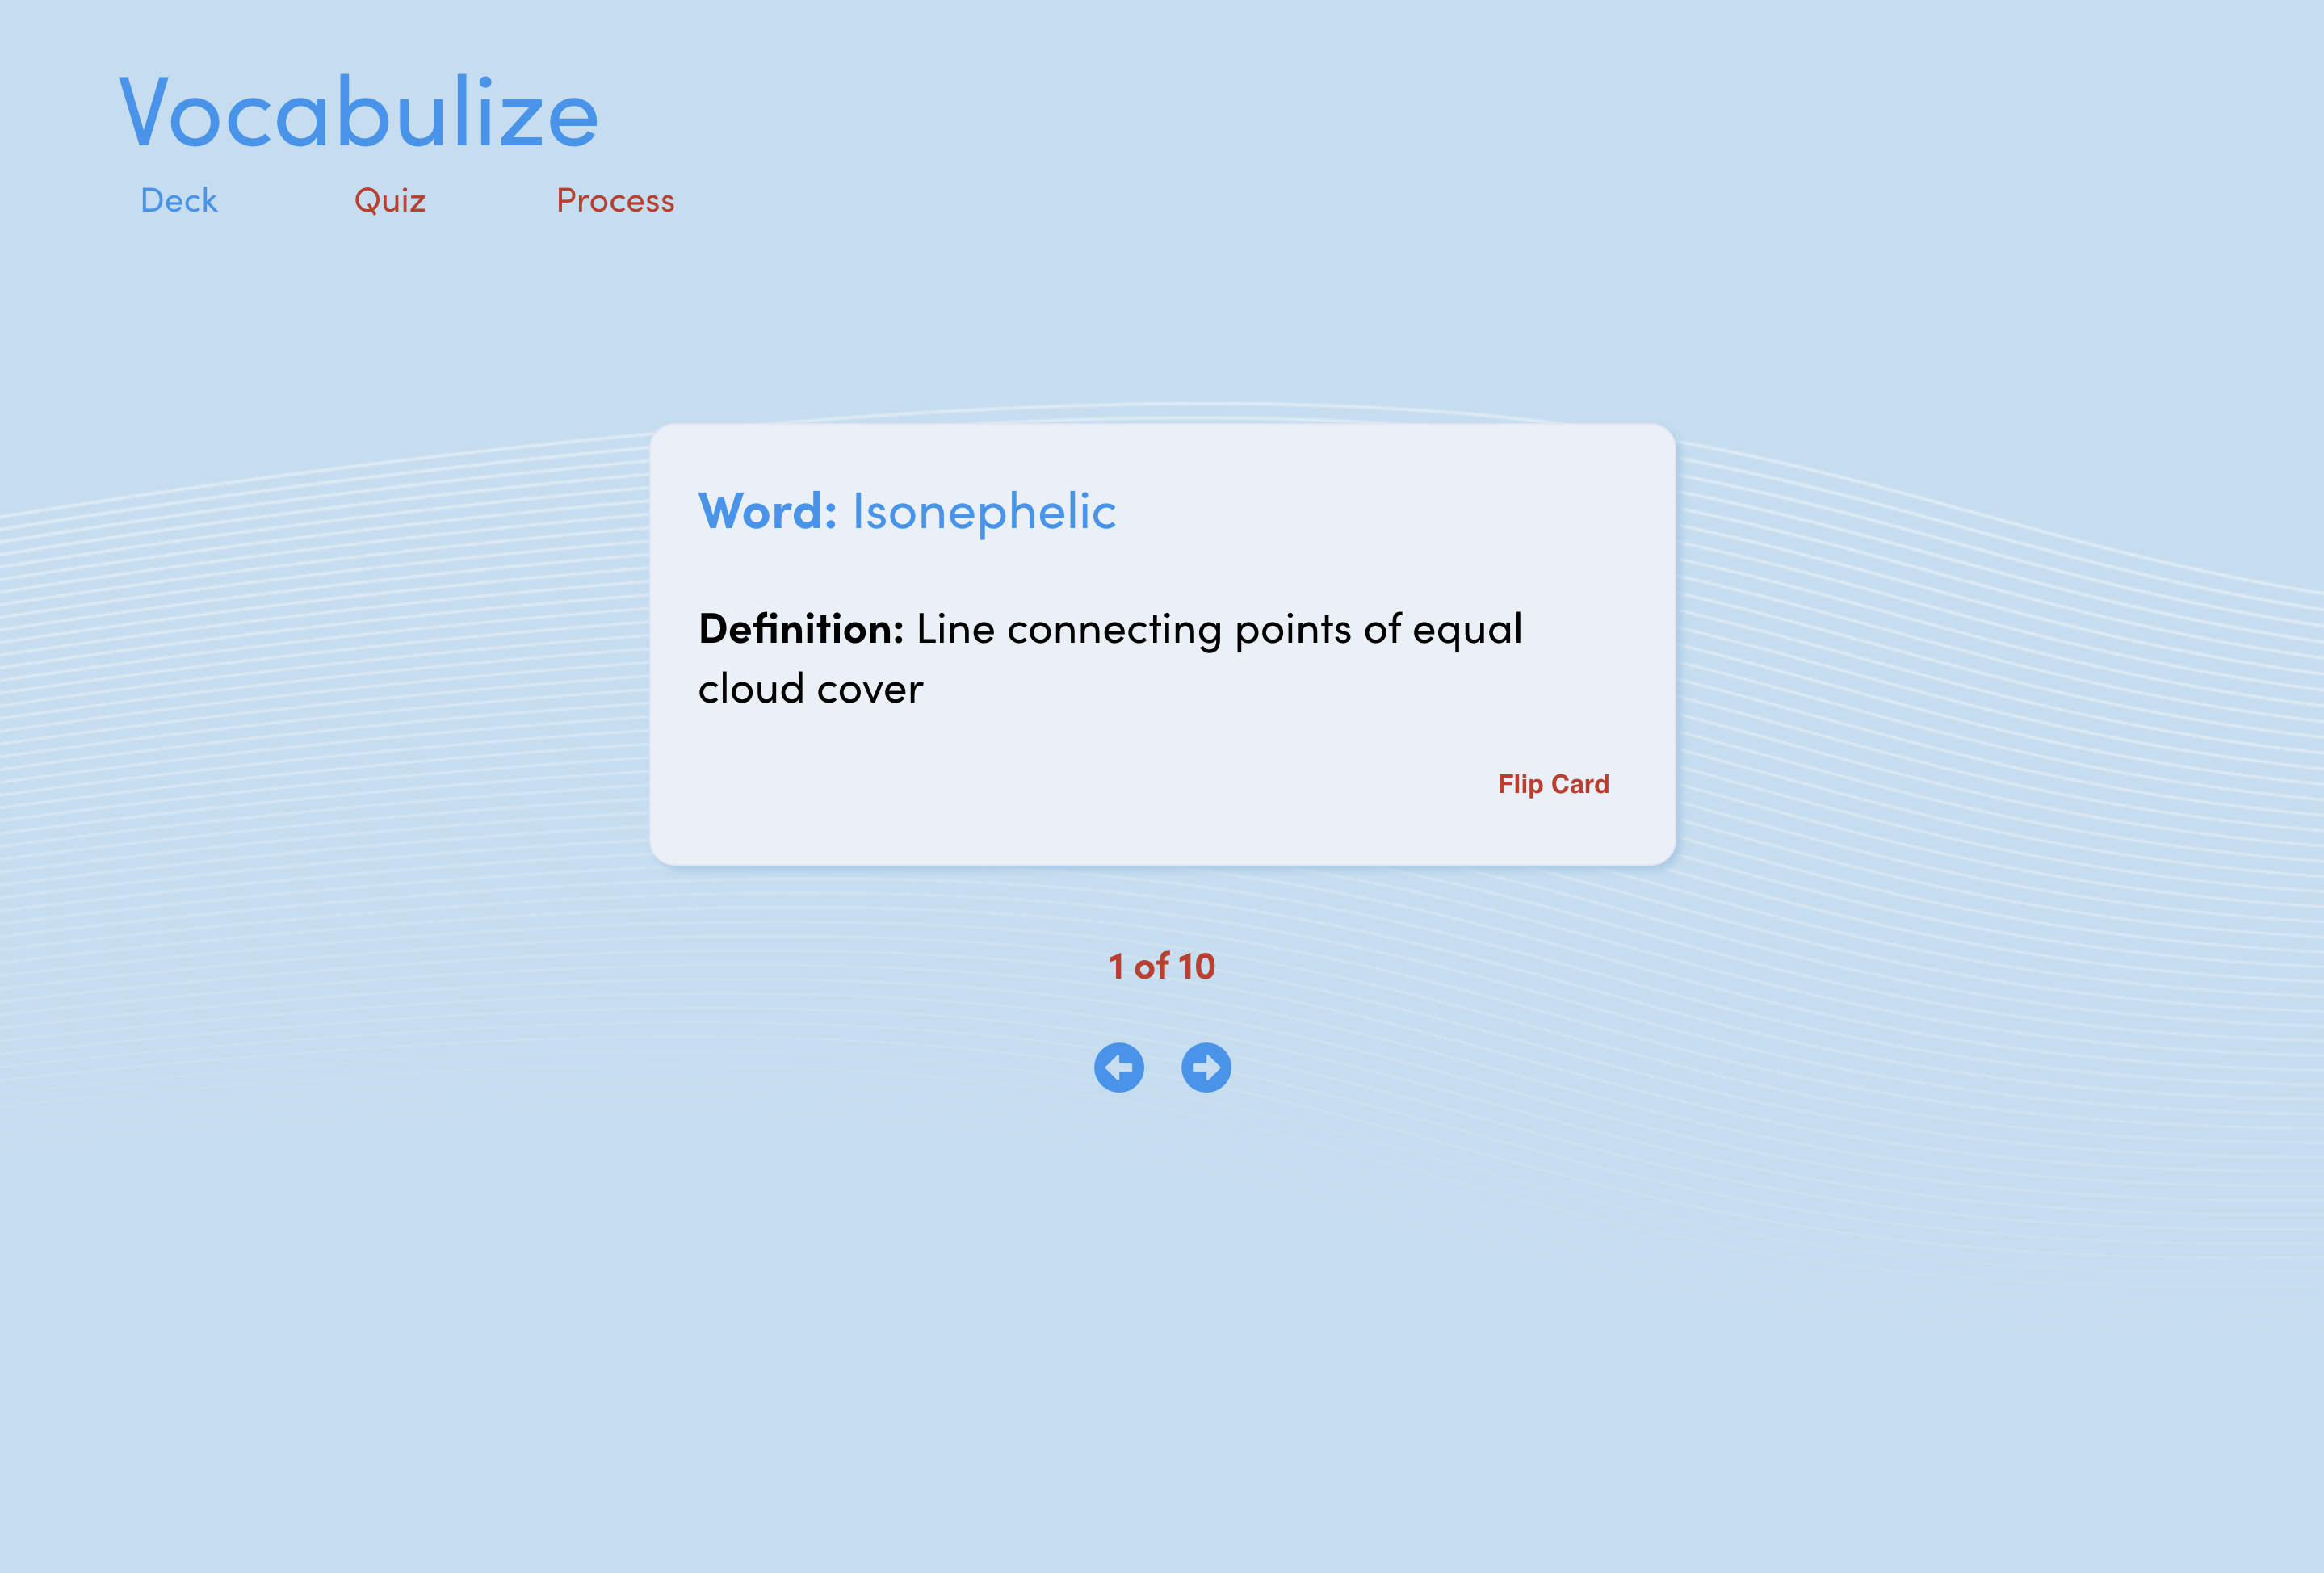 Vocabulize
Deck Quiz Process
Word: Isonephelic
Definition: Line connecting points of equal
cloud cover
Flip Card
1 of 10